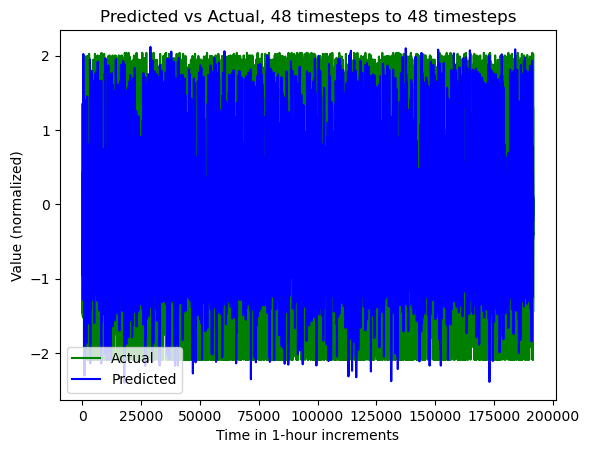 Predicted vs Actual, 48 timesteps to 48 timesteps
Value (normalized)
2
1
0
−1
−2
Actual
Predicted
0 25000 50000 75000 100000 125000 150000 175000 200000
Time in 1-hour increments